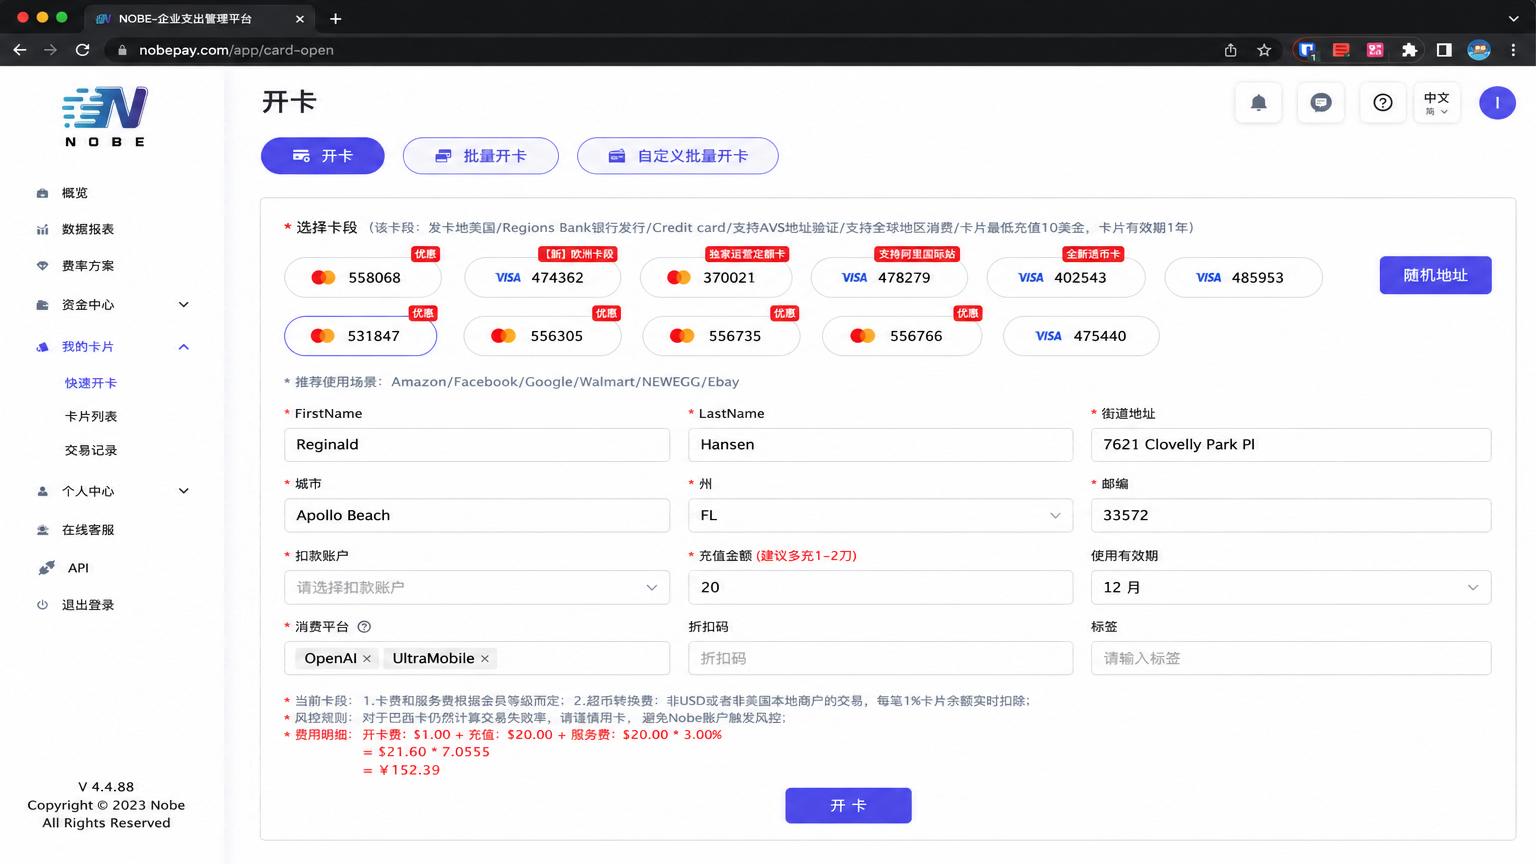 NOBE-企业支出管理平台
nobepay.com/app/card-open
NOBE
概览
数据报表
费率方案
资金中心
我的卡片
快速开卡
卡片列表
交易记录
个人中心
在线客服
API
退出登录
V 4.4.88
Copyright © 2023 Nobe
All Rights Reserved
开卡
中文
简
I
开卡 批量开卡 自定义批量开卡
* 选择卡段 （该卡段：发卡地美国/Regions Bank银行发行/Credit card/支持AVS地址验证/支持全球地区消费/卡片最低充值10美金，卡片有效期1年）
优惠 【新】欧洲卡段 独家运营定额卡 支持阿里国际站 全新通币卡
558068 VISA 474362 370021 VISA 478279 VISA 402543 VISA 485953 随机地址
优惠 优惠 优惠 优惠
531847 556305 556735 556766 VISA 475440
* 推荐使用场景：Amazon/Facebook/Google/Walmart/NEWEGG/Ebay
* FirstName * LastName * 街道地址
Reginald Hansen 7621 Clovelly Park Pl
* 城市 * 州 * 邮编
Apollo Beach FL 33572
* 扣款账户 * 充值金额 (建议多充1-2刀) 使用有效期
请选择扣款账户 20 12 月
* 消费平台 折扣码 标签
OpenAI × UltraMobile × 折扣码 请输入标签
* 当前卡段： 1.卡费和服务费根据会员等级而定；2.超币转换费：非USD或者非美国本地商户的交易，每笔1%卡片余额实时扣除；
* 风控规则： 对于巴西卡仍然计算交易失败率，请谨慎用卡，避免Nobe账户触发风控；
* 费用明细： 开卡费：$1.00 + 充值：$20.00 + 服务费：$20.00 * 3.00%
= $21.60 * 7.0555
= ￥152.39
开 卡